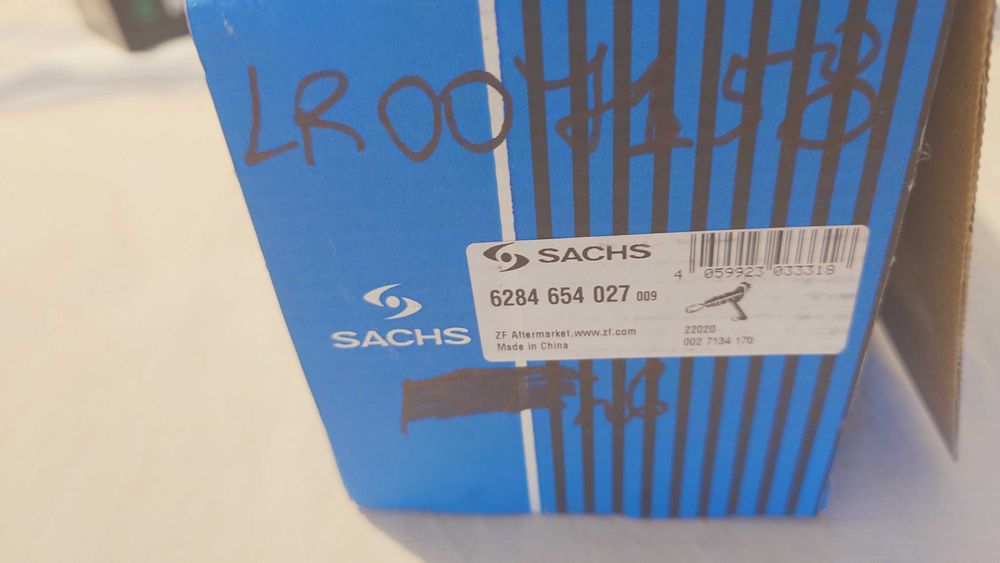 SACHS
SACHS
4 059923 033318
6284 654 027 009
ZF Aftermarket, www.zf.com
Made in China
22020
002 7134 170